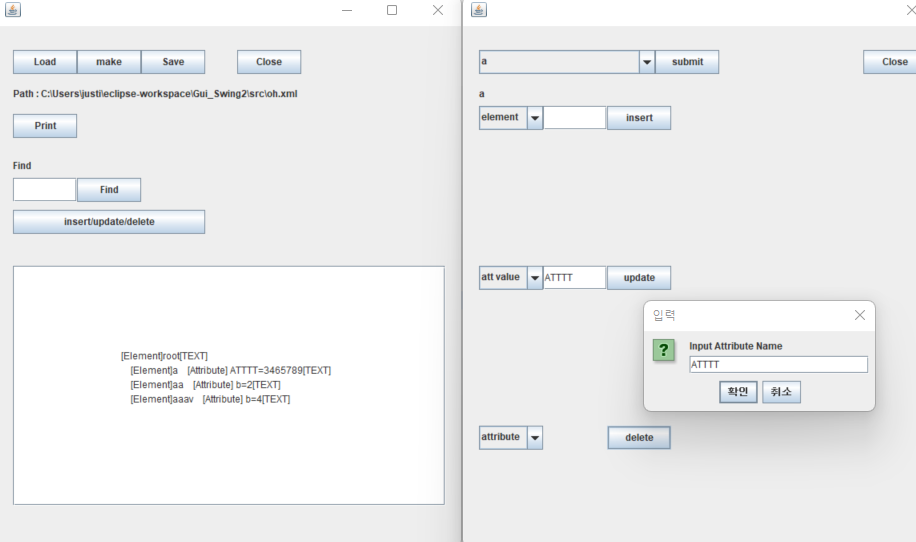 Load make Save Close
Path : C:\Users\justi\eclipse-workspace\Gui_Swing2\src\oh.xml
Print
Find
Find
insert/update/delete
[Element]root[TEXT]
[Element]a [Attribute] ATTTT=3465789[TEXT]
[Element]aa [Attribute] b=2[TEXT]
[Element]aaav [Attribute] b=4[TEXT]
a submit Close
a
element insert
att value ATTTT update
입력
? Input Attribute Name
ATTTT
확인 취소
attribute delete